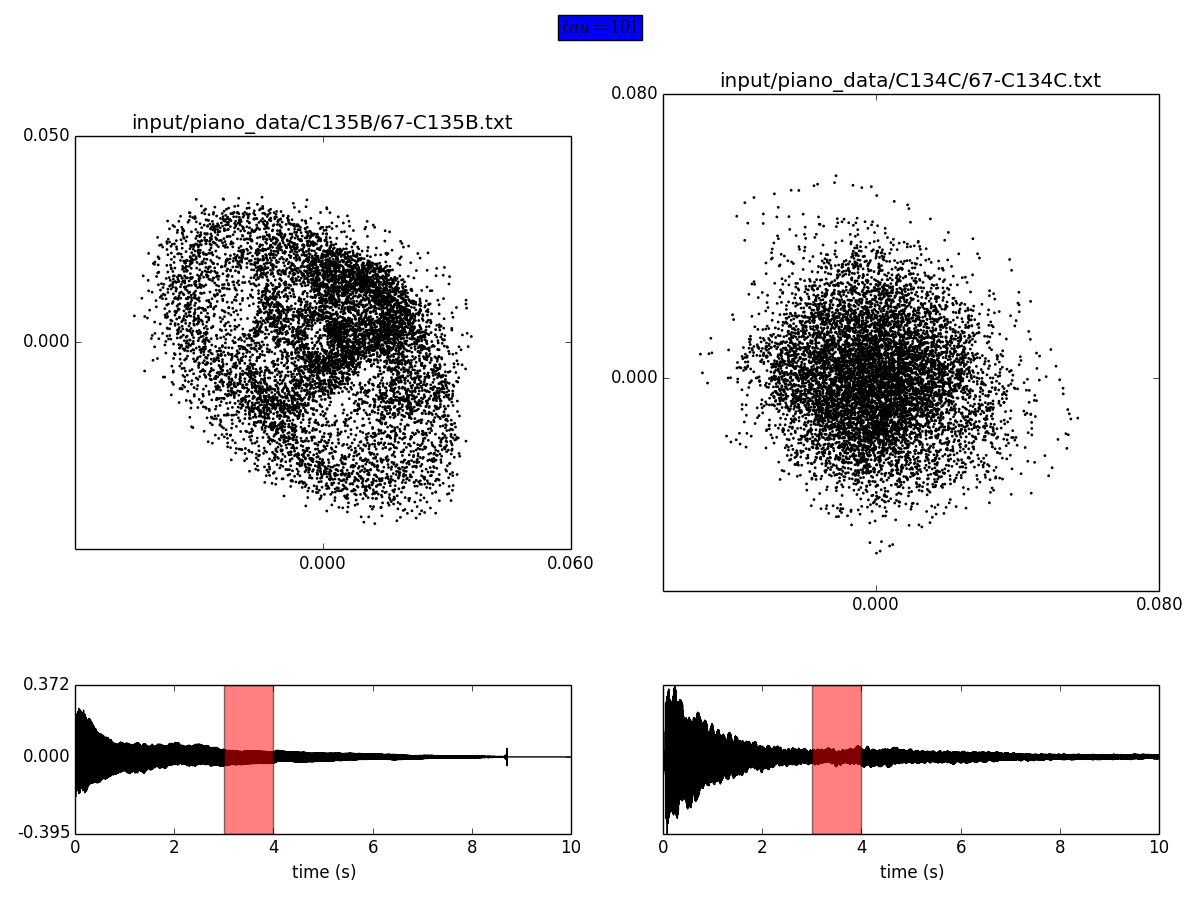 tau = 101
input/piano_data/C135B/67-C135B.txt
0.050
0.000
0.000
0.060
input/piano_data/C134C/67-C134C.txt
0.080
0.000
0.000
0.080
0.372
0.000
-0.395
0 2 4 6 8 10
time (s)
0 2 4 6 8 10
time (s)